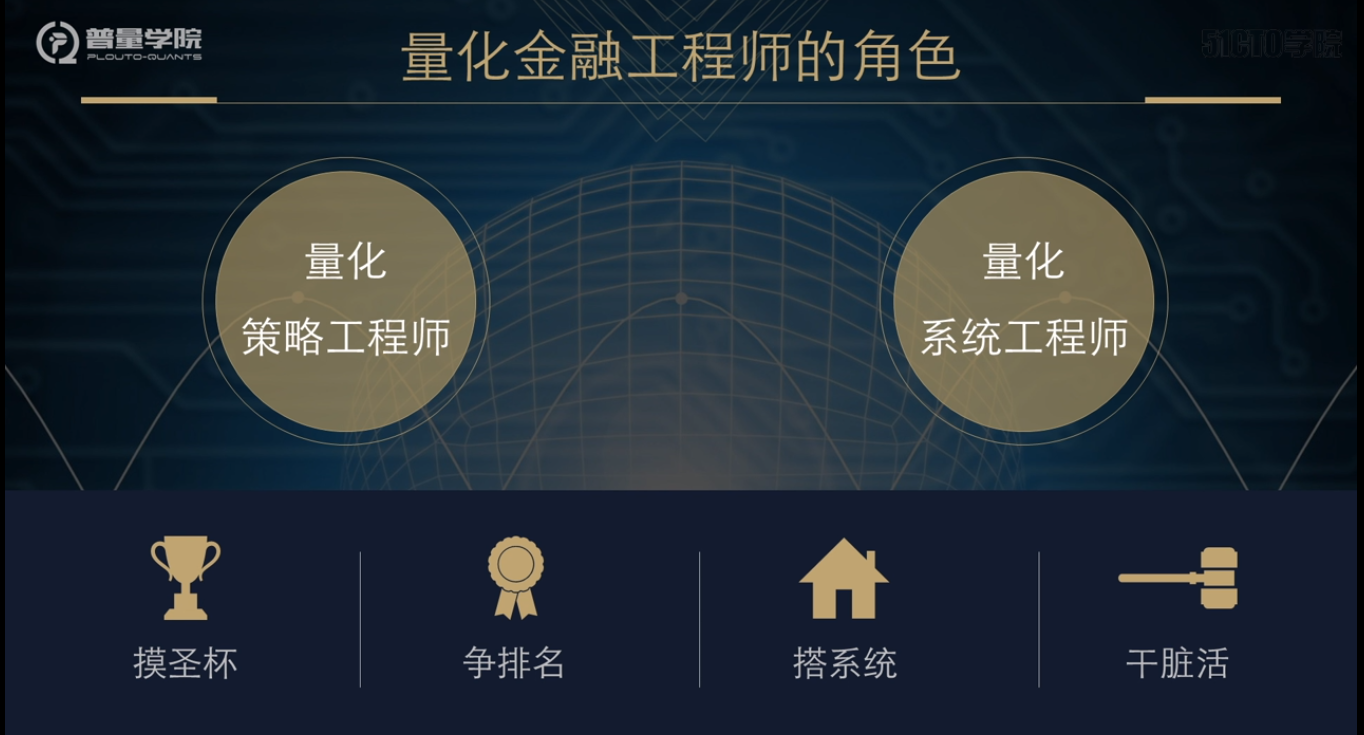 普量学院
PLOUTO-QUANTS
量化金融工程师的角色
51CTO学院
量化
策略工程师
量化
系统工程师
摸圣杯
争排名
搭系统
干脏活